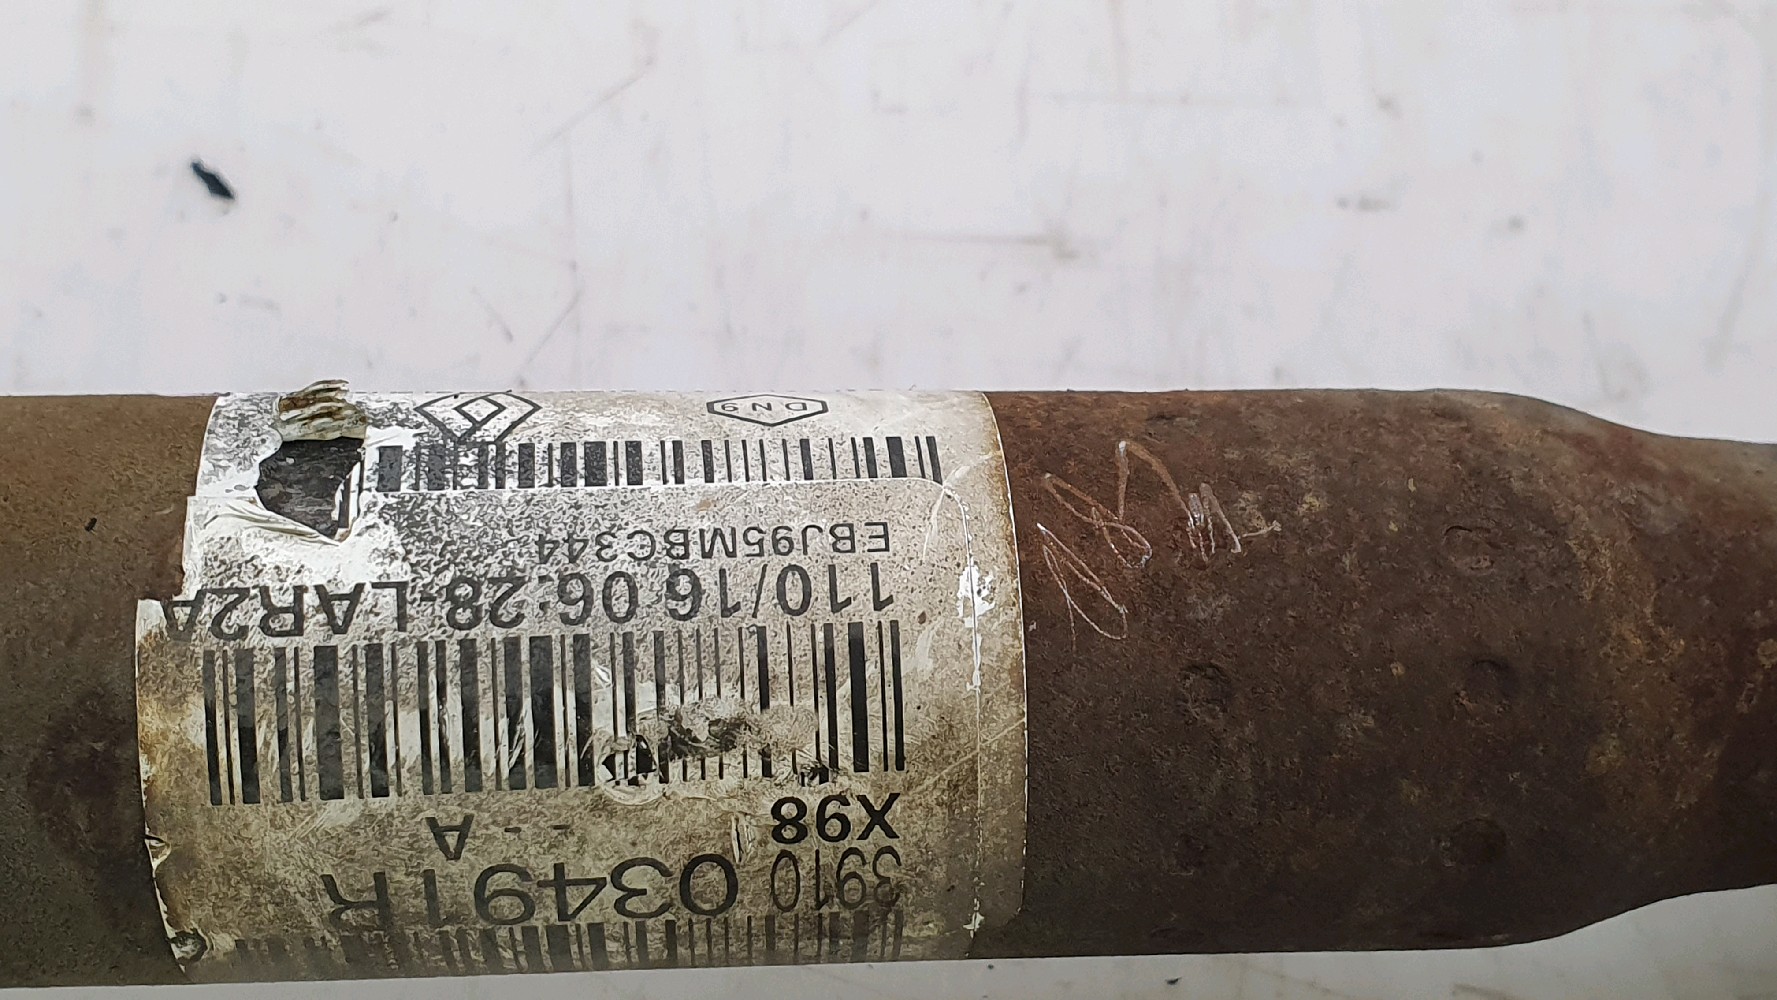 3910 03491R
X98
- - A
110/16 06:28-LAR2A
EBJ95MBC344
DN9